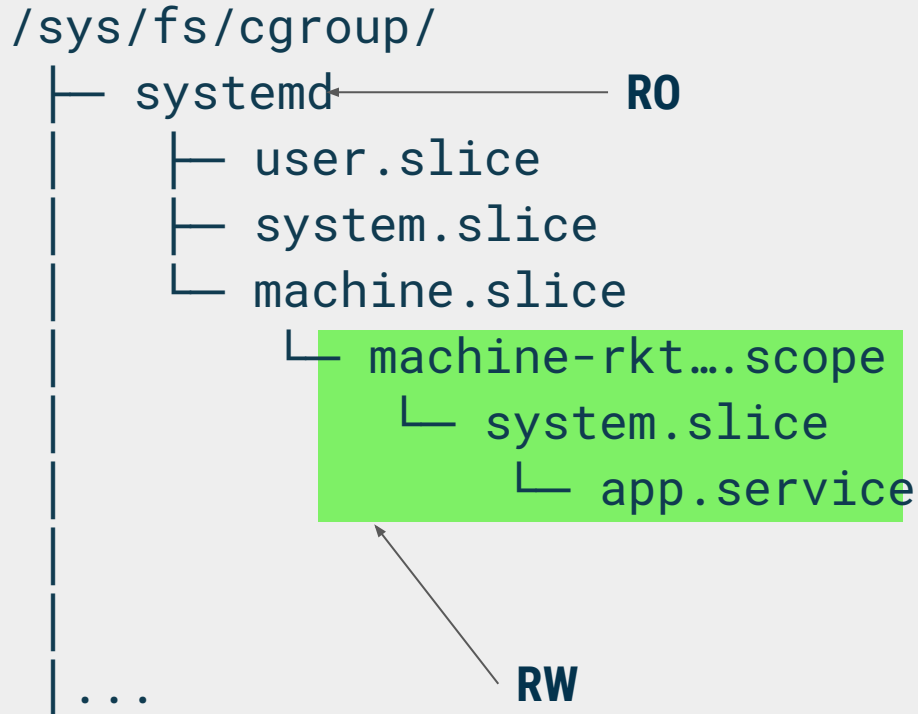 /sys/fs/cgroup/
├── systemd RO
│ ├── user.slice
│ ├── system.slice
│ └── machine.slice
│ └── machine-rkt….scope
│ └── system.slice
│ └── app.service
│
│
│ RW
│...